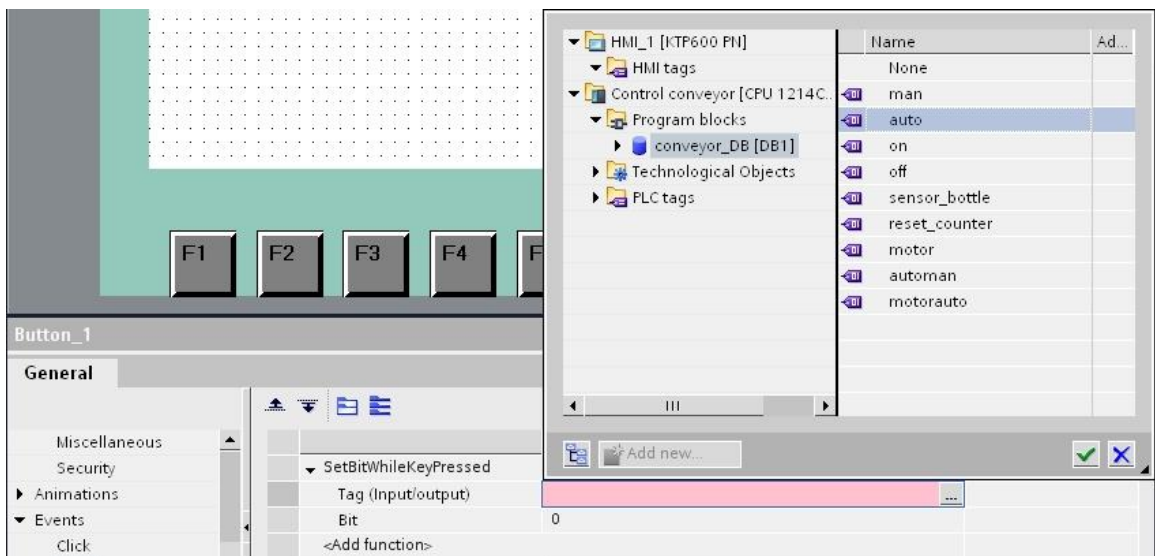 HMI_1 [KTP600 PN]
HMI tags
Control conveyor [CPU 1214C...
Program blocks
conveyor_DB [DB1]
Technological Objects
PLC tags
Name Ad...
None
man
auto
on
off
sensor_bottle
reset_counter
motor
automan
motorauto
Add new...
F1 F2 F3 F4 F
Button_1
General
Miscellaneous
Security
Animations
Events
Click
SetBitWhileKeyPressed
Tag (Input/output) ...
Bit 0
<Add function>